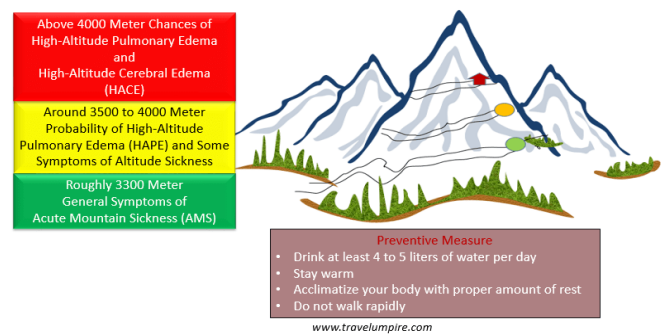 Above 4000 Meter Chances of
High-Altitude Pulmonary Edema
and
High-Altitude Cerebral Edema
(HACE)
Around 3500 to 4000 Meter
Probability of High-Altitude
Pulmonary Edema (HAPE) and Some
Symptoms of Altitude Sickness
Roughly 3300 Meter
General Symptoms of
Acute Mountain Sickness (AMS)
Preventive Measure
• Drink at least 4 to 5 liters of water per day
• Stay warm
• Acclimatize your body with proper amount of rest
• Do not walk rapidly
www.travelumpire.com